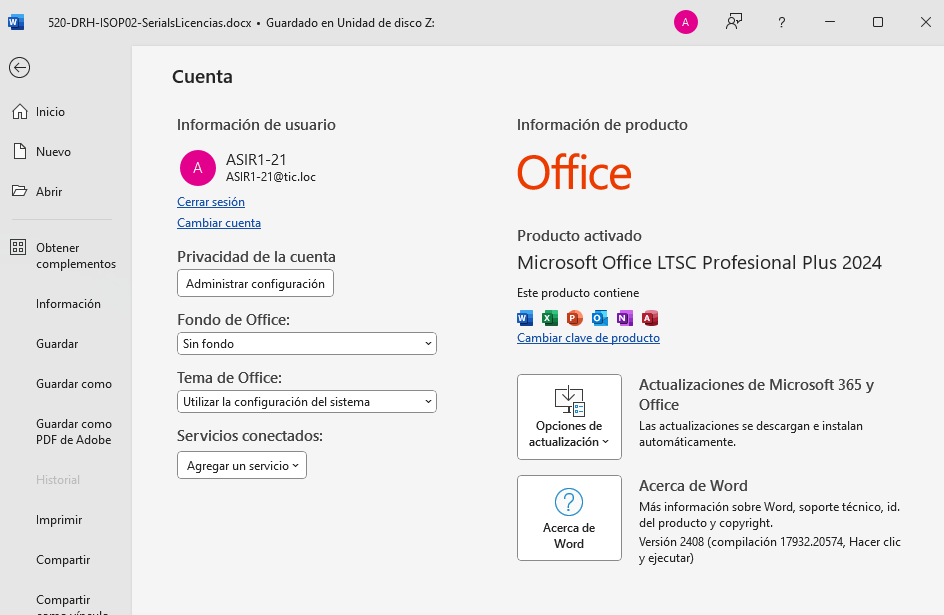 520-DRH-ISOP02-SerialsLicencias.docx • Guardado en Unidad de disco Z:
A
?
Inicio
Nuevo
Abrir
Obtener
complementos
Información
Guardar
Guardar como
Guardar como
PDF de Adobe
Historial
Imprimir
Compartir
Compartir
como vínculo
Cuenta
Información de usuario
A
ASIR1-21
ASIR1-21@tic.loc
Cerrar sesión
Cambiar cuenta
Privacidad de la cuenta
Administrar configuración
Fondo de Office:
Sin fondo
Tema de Office:
Utilizar la configuración del sistema
Servicios conectados:
Agregar un servicio
Información de producto
Office
Producto activado
Microsoft Office LTSC Profesional Plus 2024
Este producto contiene
W X P O N A
Cambiar clave de producto
Opciones de
actualización
Actualizaciones de Microsoft 365 y
Office
Las actualizaciones se descargan e instalan
automáticamente.
?
Acerca de
Word
Acerca de Word
Más información sobre Word, soporte técnico, id.
del producto y copyright.
Versión 2408 (compilación 17932.20574, Hacer clic
y ejecutar)